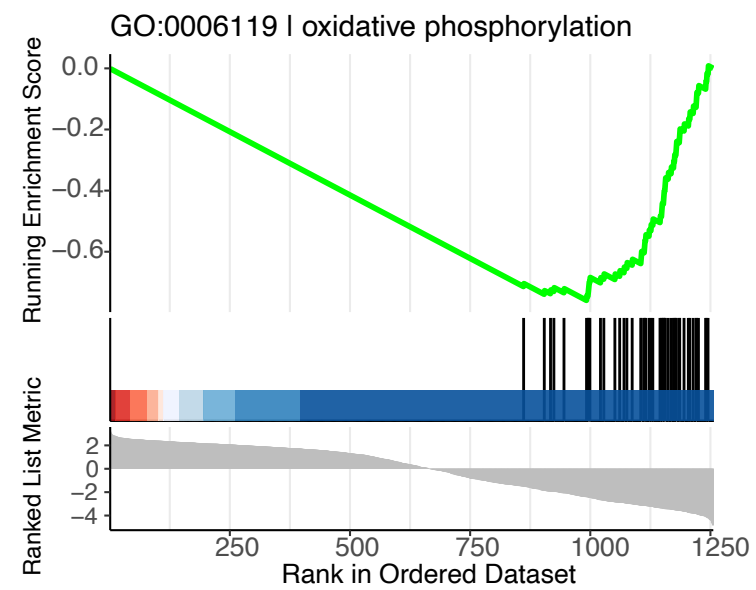 GO:0006119 | oxidative phosphorylation
Running Enrichment Score
0.0
−0.2
−0.4
−0.6
Ranked List Metric
2
0
−2
−4
250 500 750 1000 1250
Rank in Ordered Dataset